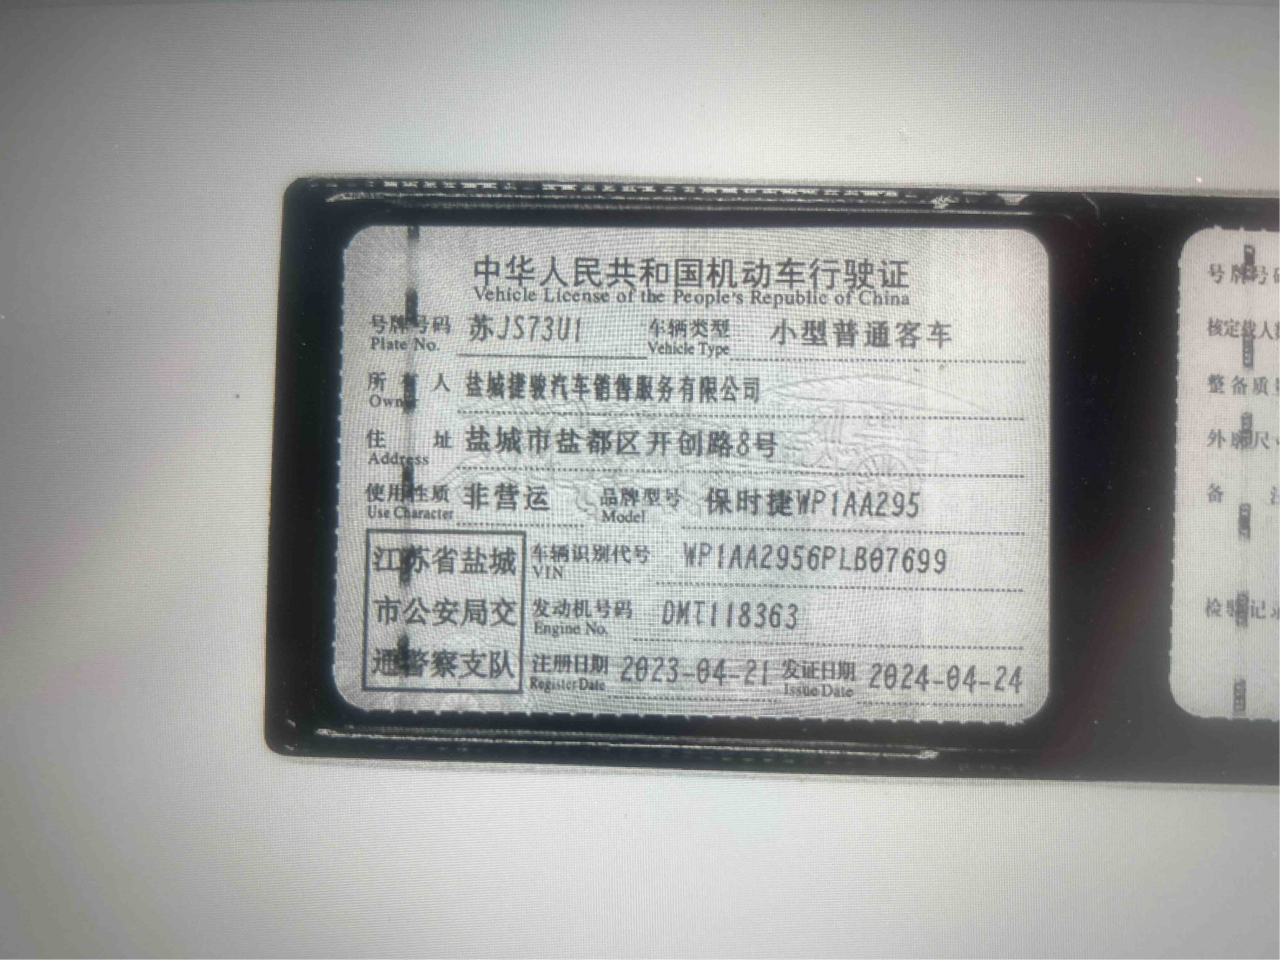 中华人民共和国机动车行驶证
Vehicle License of the People's Republic of China
号牌号码 苏JS73U1 车辆类型 小型普通客车
Plate No. Vehicle Type
所有人 盐城捷骏汽车销售服务有限公司
Owner
住址 盐城市盐都区开创路8号
Address
使用性质 非营运 品牌型号 保时捷WP1AA295
Use Character Model
江苏省盐城
市公安局交
通警察支队
车辆识别代号 WP1AA2956PLB07699
VIN
发动机号码 DMT118363
Engine No.
注册日期 2023-04-21 发证日期 2024-04-24
Register Date Issue Date
号牌号码
核定载人
整备质
外廓尺
备
检验记